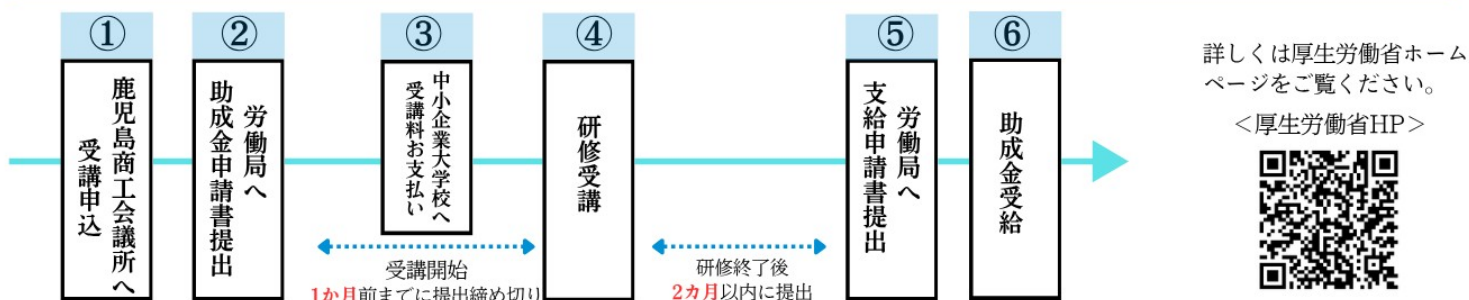 ①
鹿児島商工会議所へ
受講申込
②
労働局へ
助成金申請書提出
③
中小企業大学校へ
受講料お支払い
④
研修受講
⑤
労働局へ
支給申請書提出
⑥
助成金受給
受講開始
1か月前までに提出締め切り
研修終了後
2カ月以内に提出
詳しくは厚生労働省ホーム
ページをご覧ください。
＜厚生労働省HP＞